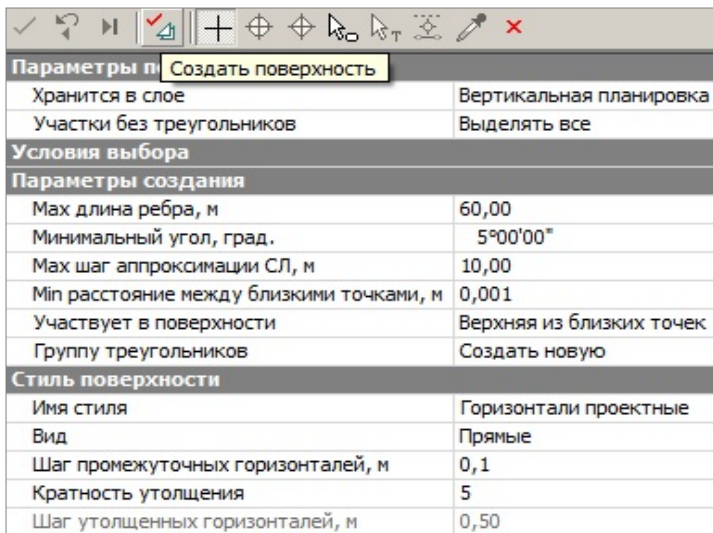 Параметры п
Создать поверхность
Хранится в слое Вертикальная планировка
Участки без треугольников Выделять все
Условия выбора
Параметры создания
Мах длина ребра, м 60,00
Минимальный угол, град. 5°00'00"
Мах шаг аппроксимации СЛ, м 10,00
Min расстояние между близкими точками, м 0,001
Участвует в поверхности Верхняя из близких точек
Группу треугольников Создать новую
Стиль поверхности
Имя стиля Горизонтали проектные
Вид Прямые
Шаг промежуточных горизонталей, м 0,1
Кратность утолщения 5
Шаг утолщенных горизонталей, м 0,50